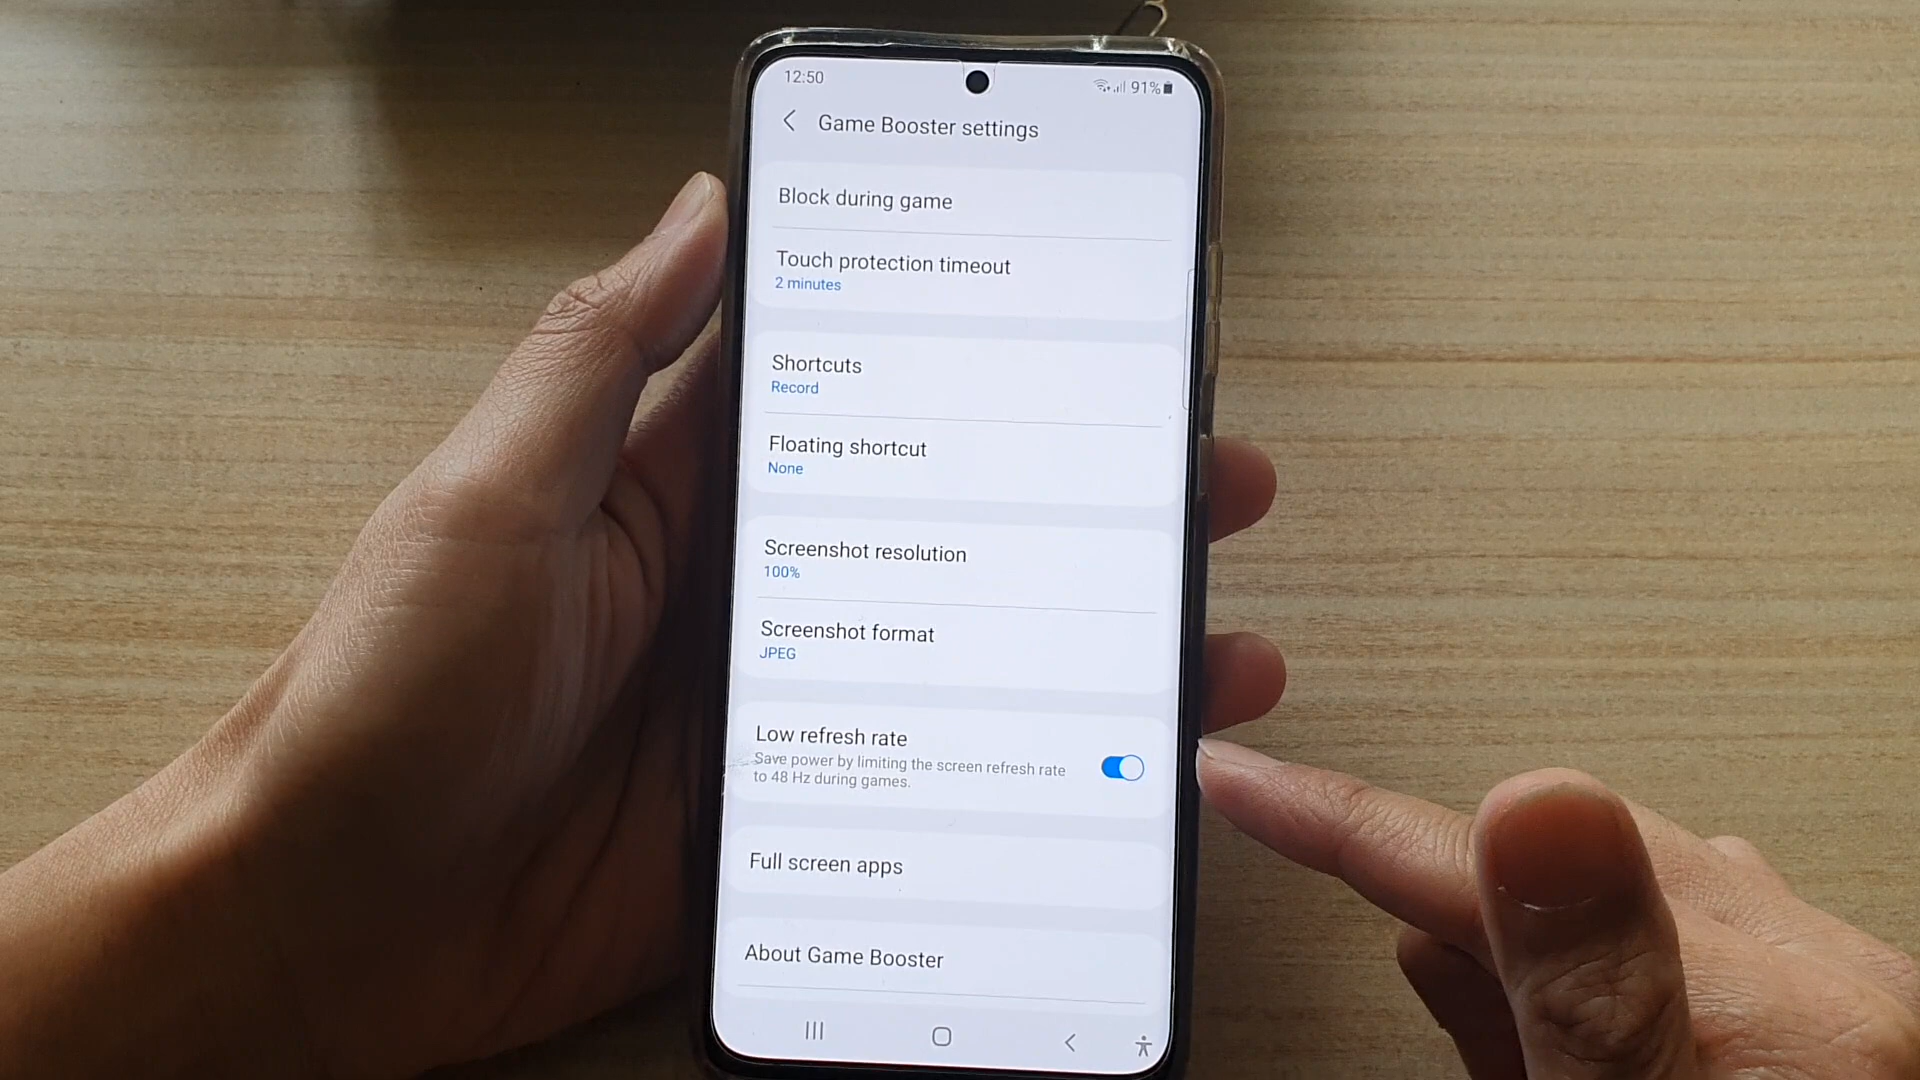 12:50
91%
Game Booster settings
Block during game
Touch protection timeout
2 minutes
Shortcuts
Record
Floating shortcut
None
Screenshot resolution
100%
Screenshot format
JPEG
Low refresh rate
Save power by limiting the screen refresh rate
to 48 Hz during games.
Full screen apps
About Game Booster